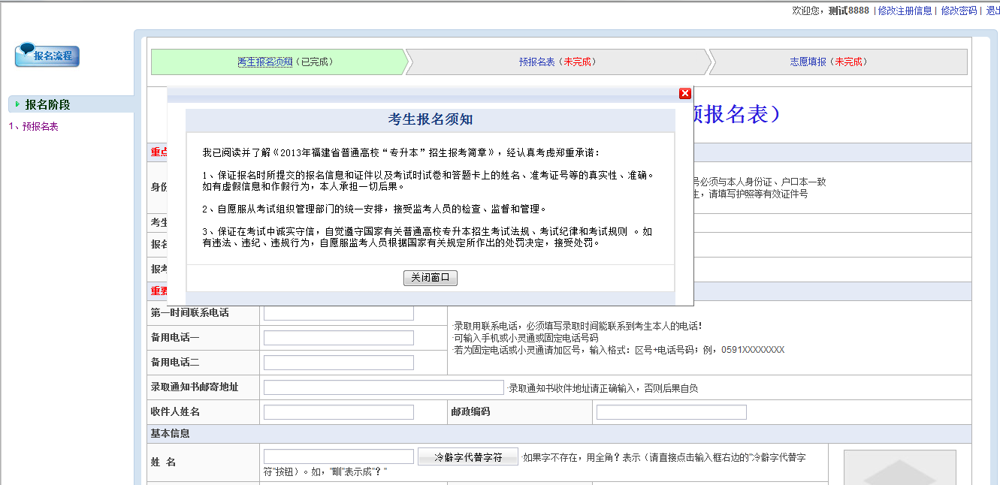 欢迎您，测试8888 |修改注册信息 | 修改密码 | 退出
报名流程
考生报名须知（已完成）
预报名表（未完成）
志愿填报（未完成）
报名阶段
1、预报名表
考生报名须知
预报名表）
我已阅读并了解《2013年福建省普通高校“专升本”招生报考简章》，经认真考虑郑重承诺：
1、保证报名时所提交的报名信息和证件以及考试时试卷和答题卡上的姓名、准考证号等的真实性、准确。
如有虚假信息和作假行为，本人承担一切后果。
2、自愿服从考试组织管理部门的统一安排，接受监考人员的检查、监督和管理。
3、保证在考试中诚实守信，自觉遵守国家有关普通高校专升本招生考试法规、考试纪律和考试规则 。如
有违法、违纪、违规行为，自愿服监考人员根据国家有关规定所作出的处罚决定，接受处罚。
关闭窗口
重点
身份
号必须与本人身份证、户口本一致
生，请填写护照等有效证件号
考生
报名
报考
重要
第一时间联系电话
备用电话一
备用电话二
·录取用联系电话，必须填写录取时间能联系到考生本人的电话！
·可输入手机或小灵通或固定电话号码
·若为固定电话或小灵通请加区号，输入格式：区号+电话号码；例，0591XXXXXXXX
录取通知书邮寄地址
·录取通知书收件地址请正确输入，否则后果自负
收件人姓名
邮政编码
基本信息
姓 名
冷僻字代替字符
·如果字不存在，用全角？表示（请直接点击输入框右边的"冷僻字代替字
符"按钮）。如，"甽"表示成"？"